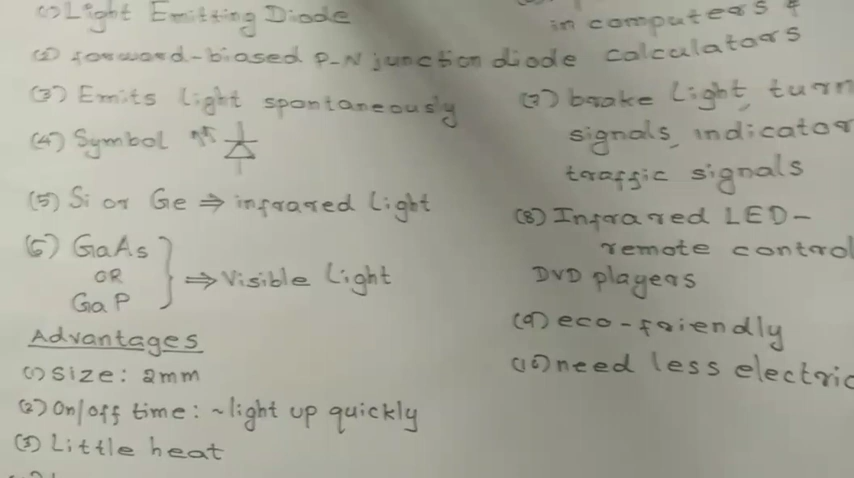 (1) Light Emitting Diode
(2) forward-biased P-N junction diode
(3) Emits light spontaneously
(4) Symbol
(5) Si or Ge ⇒ infrared light
(6) GaAs
OR
GaP
⇒ Visible light
Advantages
(1) size: 2mm
(2) On/off time: ~light up quickly
(3) Little heat
in computers &
calculators
(7) brake light, turn
signals, indicator
traffic signals
(8) Infrared LED-
remote control
DVD players
(9) eco-friendly
(10) need less electric